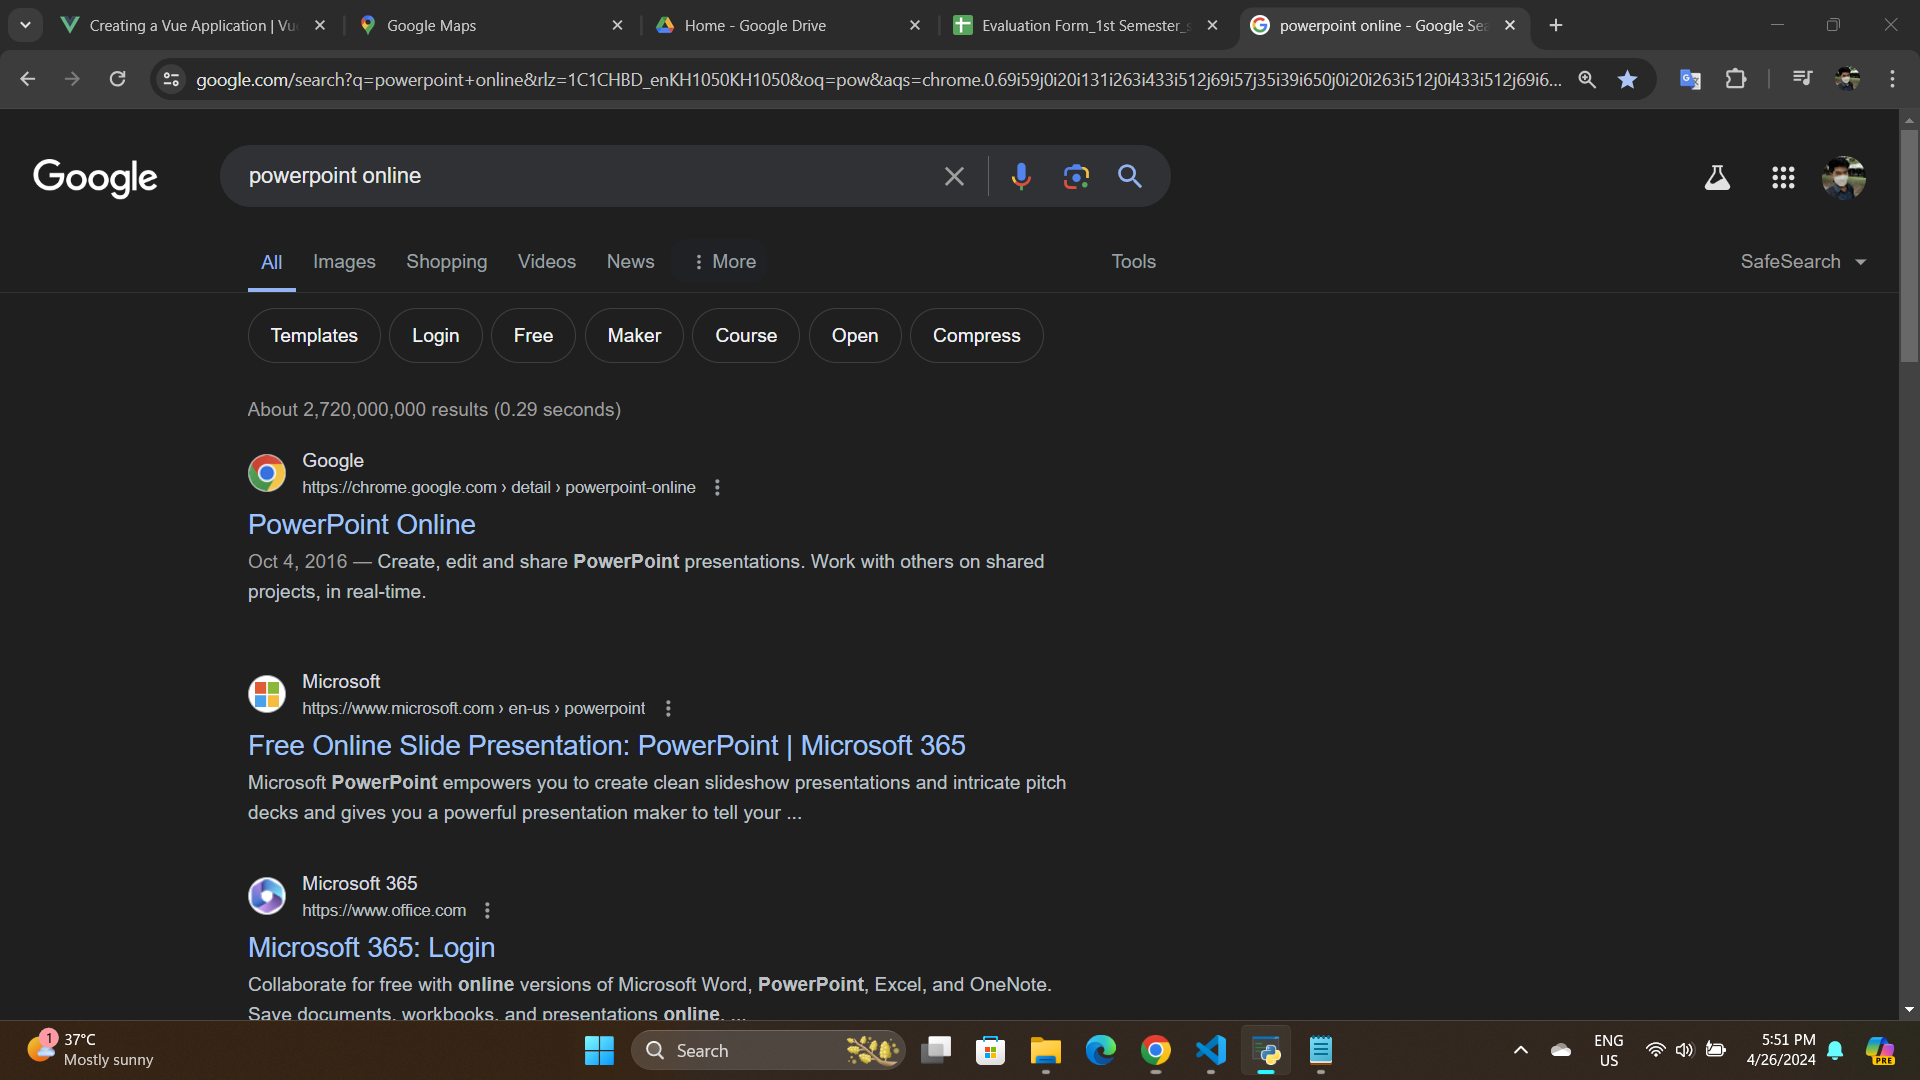 Creating a Vue Application | Vu
Google Maps
Home - Google Drive
Evaluation Form_1st Semester_s
powerpoint online - Google Sea
google.com/search?q=powerpoint+online&rlz=1C1CHBD_enKH1050KH1050&oq=pow&aqs=chrome.0.69i59j0i20i131i263i433i512j69i57j35i39i650j0i20i263i512j0i433i512j69i6...
Google
powerpoint online
All
Images
Shopping
Videos
News
More
Tools
SafeSearch
Templates
Login
Free
Maker
Course
Open
Compress
About 2,720,000,000 results (0.29 seconds)
Google
https://chrome.google.com › detail › powerpoint-online
PowerPoint Online
Oct 4, 2016 — Create, edit and share PowerPoint presentations. Work with others on shared
projects, in real-time.
Microsoft
https://www.microsoft.com › en-us › powerpoint
Free Online Slide Presentation: PowerPoint | Microsoft 365
Microsoft PowerPoint empowers you to create clean slideshow presentations and intricate pitch
decks and gives you a powerful presentation maker to tell your ...
Microsoft 365
https://www.office.com
Microsoft 365: Login
Collaborate for free with online versions of Microsoft Word, PowerPoint, Excel, and OneNote.
Save documents, workbooks, and presentations online, ...
1
37°C
Mostly sunny
Search
ENG
US
5:51 PM
4/26/2024
PRE